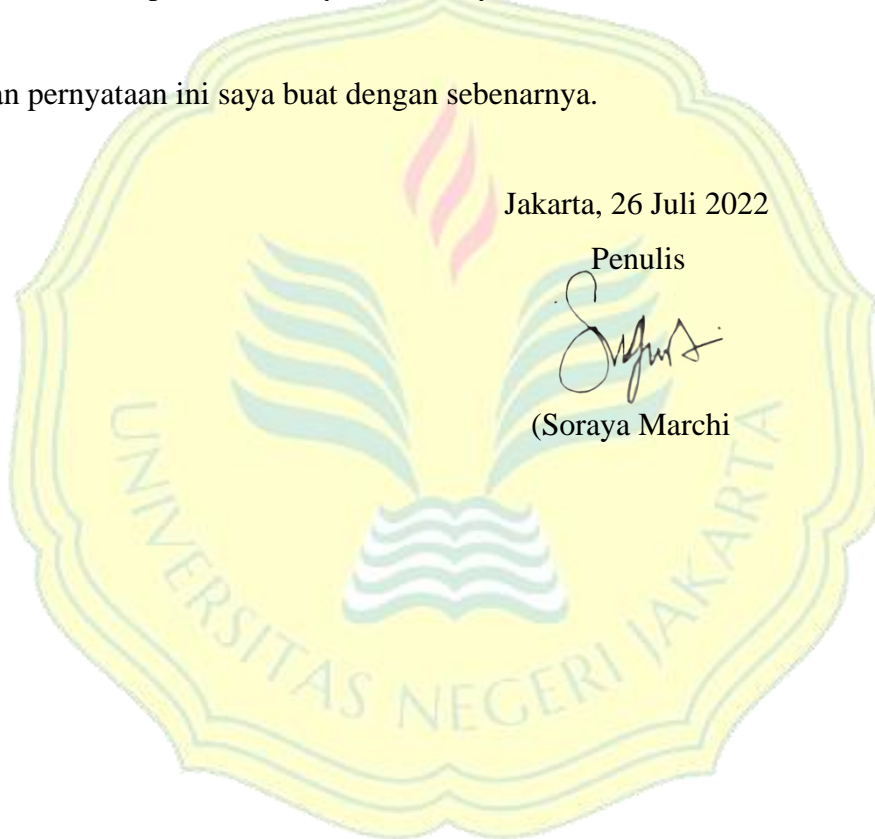 an pernyataan ini saya buat dengan sebenarnya.
Jakarta, 26 Juli 2022
Penulis
(Soraya Marchi
UNIVERSITAS NEGERI JAKARTA